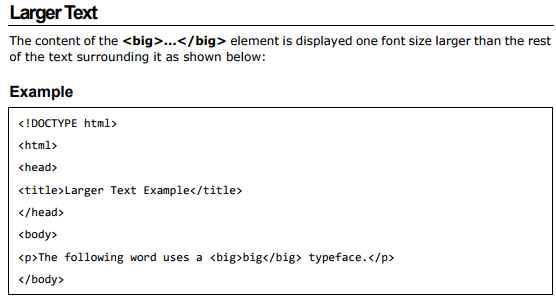 Larger Text
The content of the <big>...</big> element is displayed one font size larger than the rest
of the text surrounding it as shown below:
Example
<!DOCTYPE html>
<html>
<head>
<title>Larger Text Example</title>
</head>
<body>
<p>The following word uses a <big>big</big> typeface.</p>
</body>